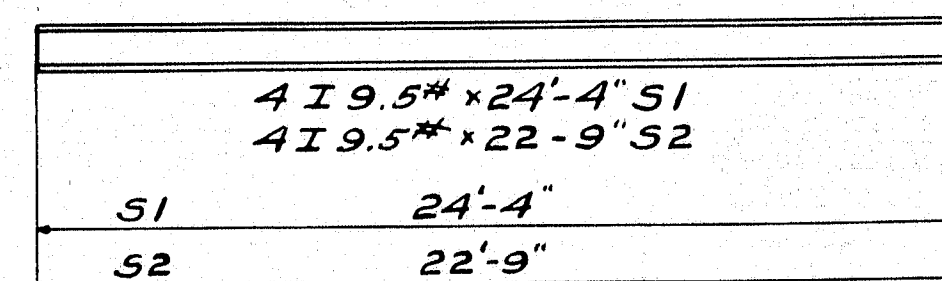 4 I 9.5# x 24'-4" S1
4 I 9.5# x 22-9" S2
S1 24'-4"
S2 22'-9"